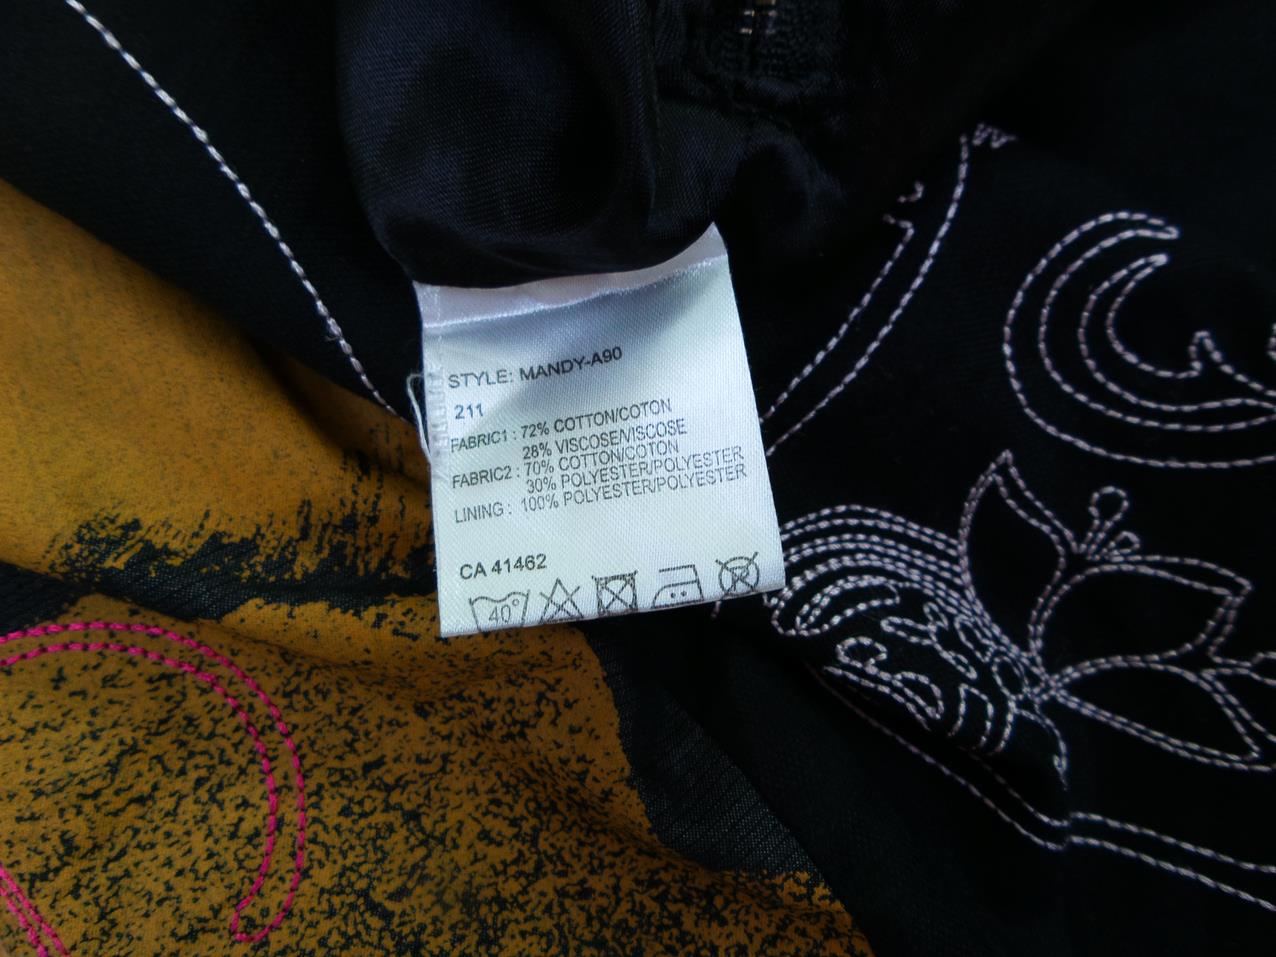 STYLE: MANDY-A90
211
FABRIC1 : 72% COTTON/COTON
28% VISCOSE/VISCOSE
FABRIC2 : 70% COTTON/COTON
30% POLYESTER/POLYESTER
LINING : 100% POLYESTER/POLYESTER
CA 41462
40°